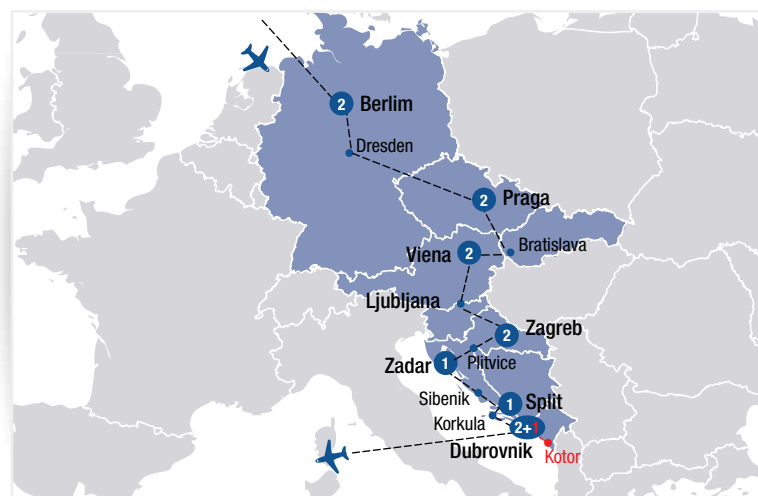 2 Berlim
Dresden
2 Praga
Bratislava
Viena 2
Ljubljana
2 Zagreb
Plitvice
Zadar 1
Sibenik
1 Split
Korkula
2+1
Dubrovnik
Kotor